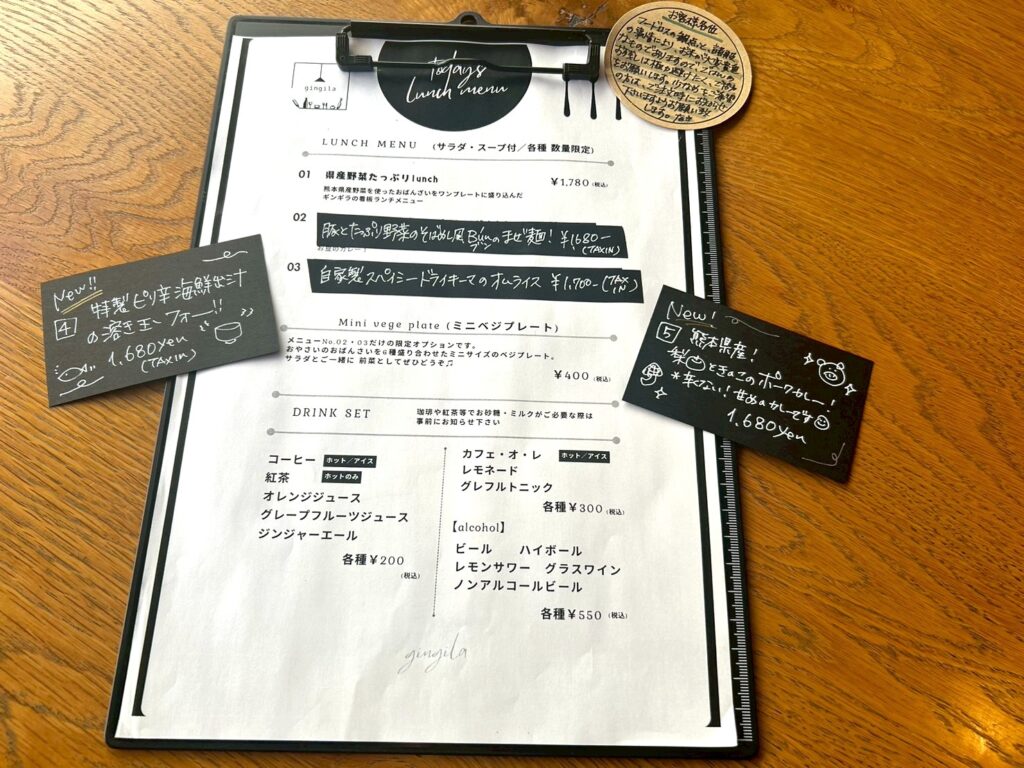 gingila
todays
Lunch menu
お客様各位
LUNCH MENU (サラダ・スープ付／各種 数量限定)
01 県産野菜たっぷりlunch ¥1,780 (税込)
熊本県産野菜を使ったおばんざいをワンプレートに盛り込んだ
ギンギラの看板ランチメニュー
02 豚とたっぷり野菜のそばめし風Búnのまぜ麺! ¥1680-
ブン (TAXIN)
03 自家製スペイシードライキーマのオムライス ¥1,700-(TAX
IN)
New!!
4 特製ピリ辛海鮮出汁
の溶き玉フォー!!
1,680yen
(TAXIN)
New!
5 熊本県産!
栗ときのこのポークカレー!
*辛くない!甘めのカレーです
1,680yen
Mini vege plate (ミニベジプレート)
メニューNo.02・03だけの限定オプションです。
おやさいのおばんさいを6種盛り合わせたミニサイズのベジプレート。
サラダとご一緒に 前菜としてぜひどうぞ♫
¥400 (税込)
DRINK SET 珈琲や紅茶等でお砂糖・ミルクがご必要な際は
事前にお知らせ下さい
コーヒー ホット／アイス
紅茶 ホットのみ
オレンジジュース
グレープフルーツジュース
ジンジャーエール
各種¥200
(税込)
カフェ・オ・レ ホット／アイス
レモネード
グレフルトニック
各種¥300 (税込)
【alcohol】
ビール ハイボール
レモンサワー グラスワイン
ノンアルコールビール
各種¥550 (税込)
gingila